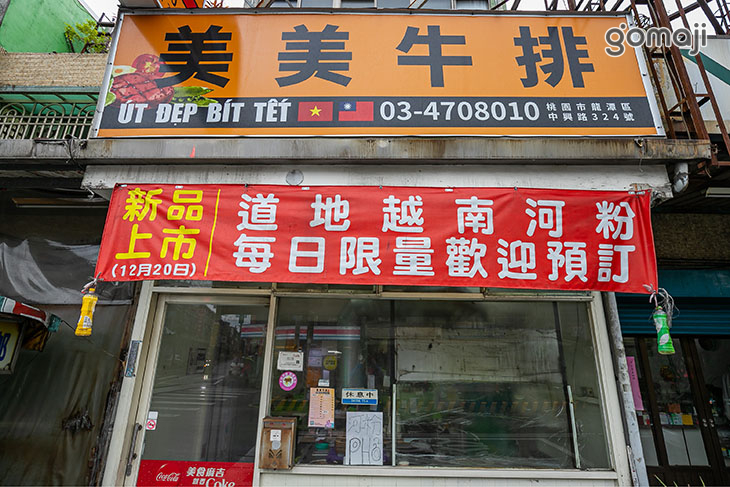 gomaji
美美牛排
ÚT ĐẸP BÍT TẾT
03-4708010
桃園市龍潭區
中興路324號
新品
上市
(12月20日)
道地越南河粉
每日限量歡迎預訂
休息中
Coca-Cola
美食麻吉
Coke